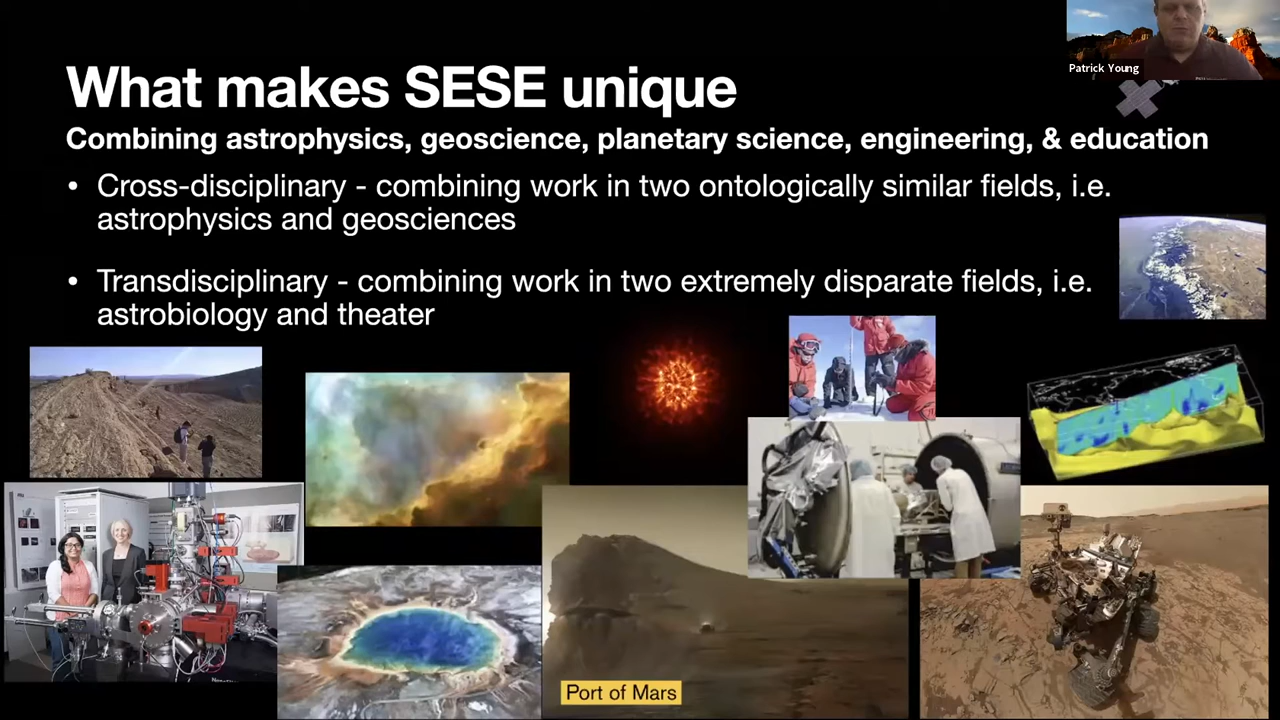 Patrick Young
What makes SESE unique
Combining astrophysics, geoscience, planetary science, engineering, & education
• Cross-disciplinary - combining work in two ontologically similar fields, i.e.
astrophysics and geosciences
• Transdisciplinary - combining work in two extremely disparate fields, i.e.
astrobiology and theater
Port of Mars